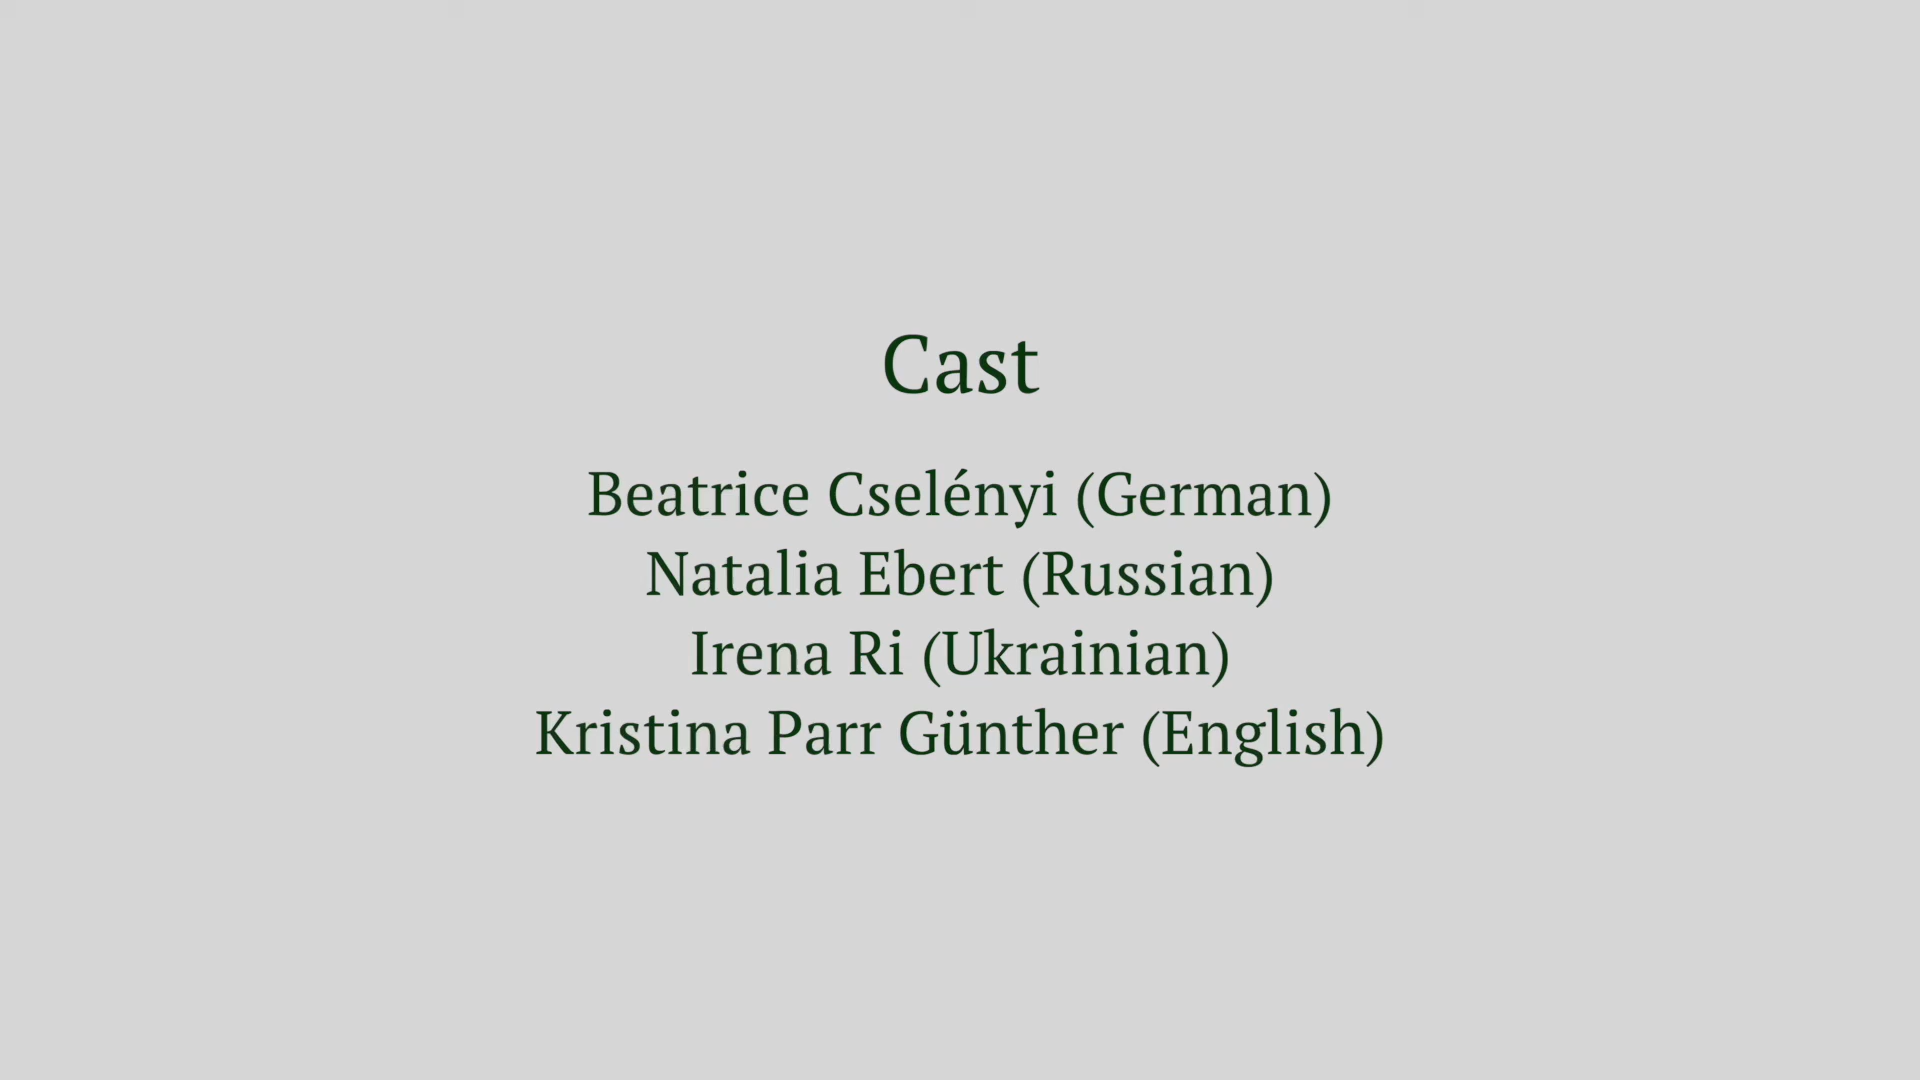 Cast
Beatrice Cselényi (German)
Natalia Ebert (Russian)
Irena Ri (Ukrainian)
Kristina Parr Günther (English)